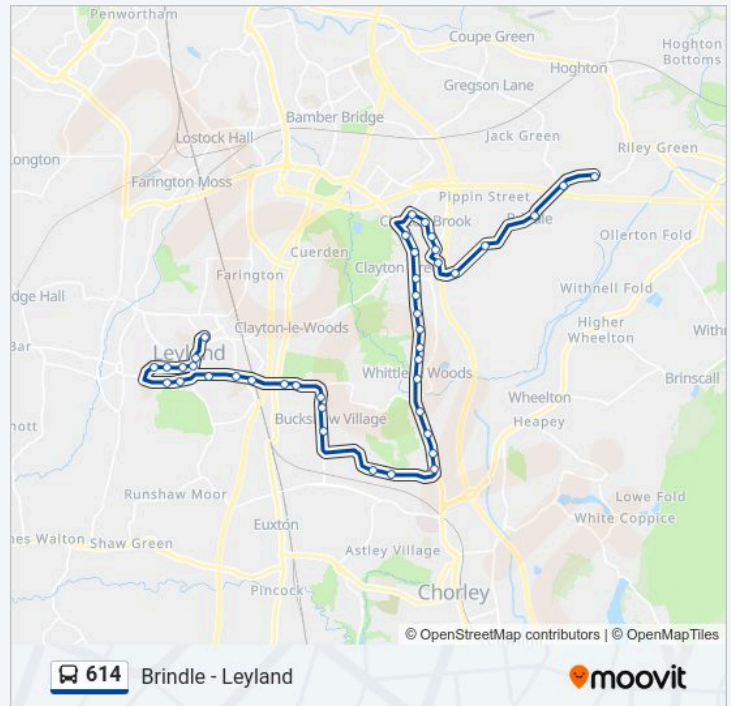 Penwortham
Coupe Green
Hoghton
Bottoms
Hoghton
Gregson Lane
Bamber Bridge
Lostock Hall
Jack Green
Riley Green
Longton
Farington Moss
Pippin Street
Brook
Ollerton Fold
Cuerden
Clayton
Farington
Withnell Fold
dge Hall
Clayton-le-Woods
Higher
Wheelton
Bar
Leyland
With
Whittle
Woods
Brinscall
Wheelton
Village
Heapey
Runshaw Moor
Lowe Fold
White Coppice
Euxton
nes Walton
Shaw Green
Astley Village
Pincock
Chorley
© OpenStreetMap contributors | © OpenMapTiles
614
Brindle - Leyland
moovit